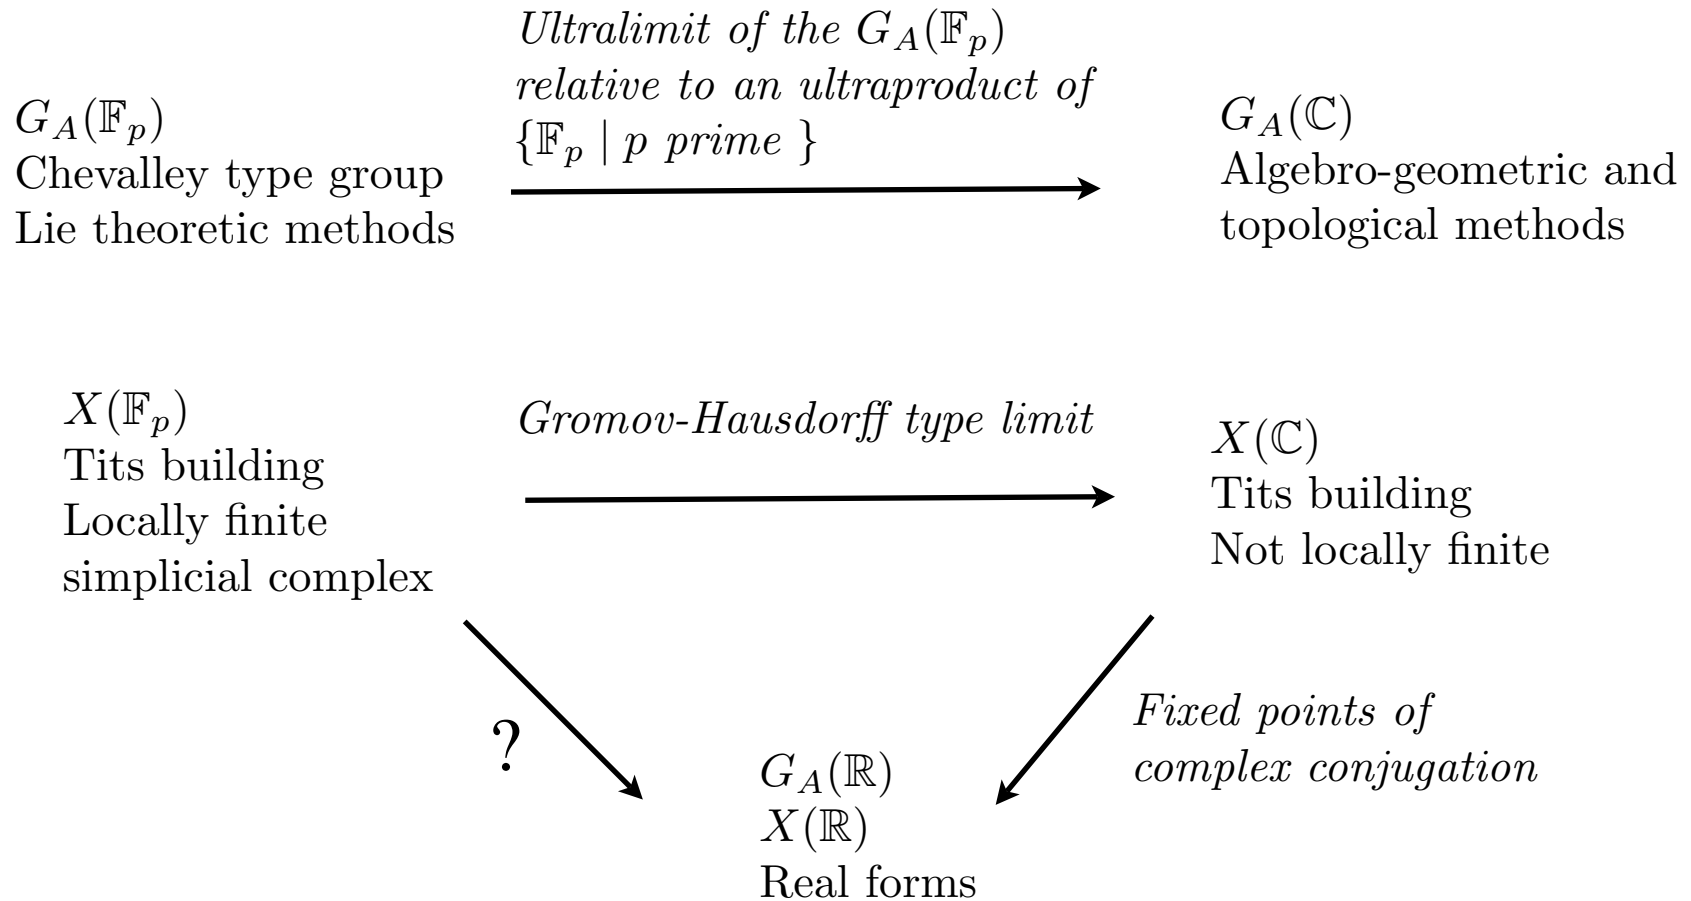 Ultralimit of the G_A(𝔽_p)
relative to an ultraproduct of
{𝔽_p | p prime }
G_A(𝔽_p)
Chevalley type group
Lie theoretic methods
G_A(ℂ)
Algebro-geometric and
topological methods
X(𝔽_p)
Tits building
Locally finite
simplicial complex
Gromov-Hausdorff type limit
X(ℂ)
Tits building
Not locally finite
?
Fixed points of
complex conjugation
G_A(ℝ)
X(ℝ)
Real forms